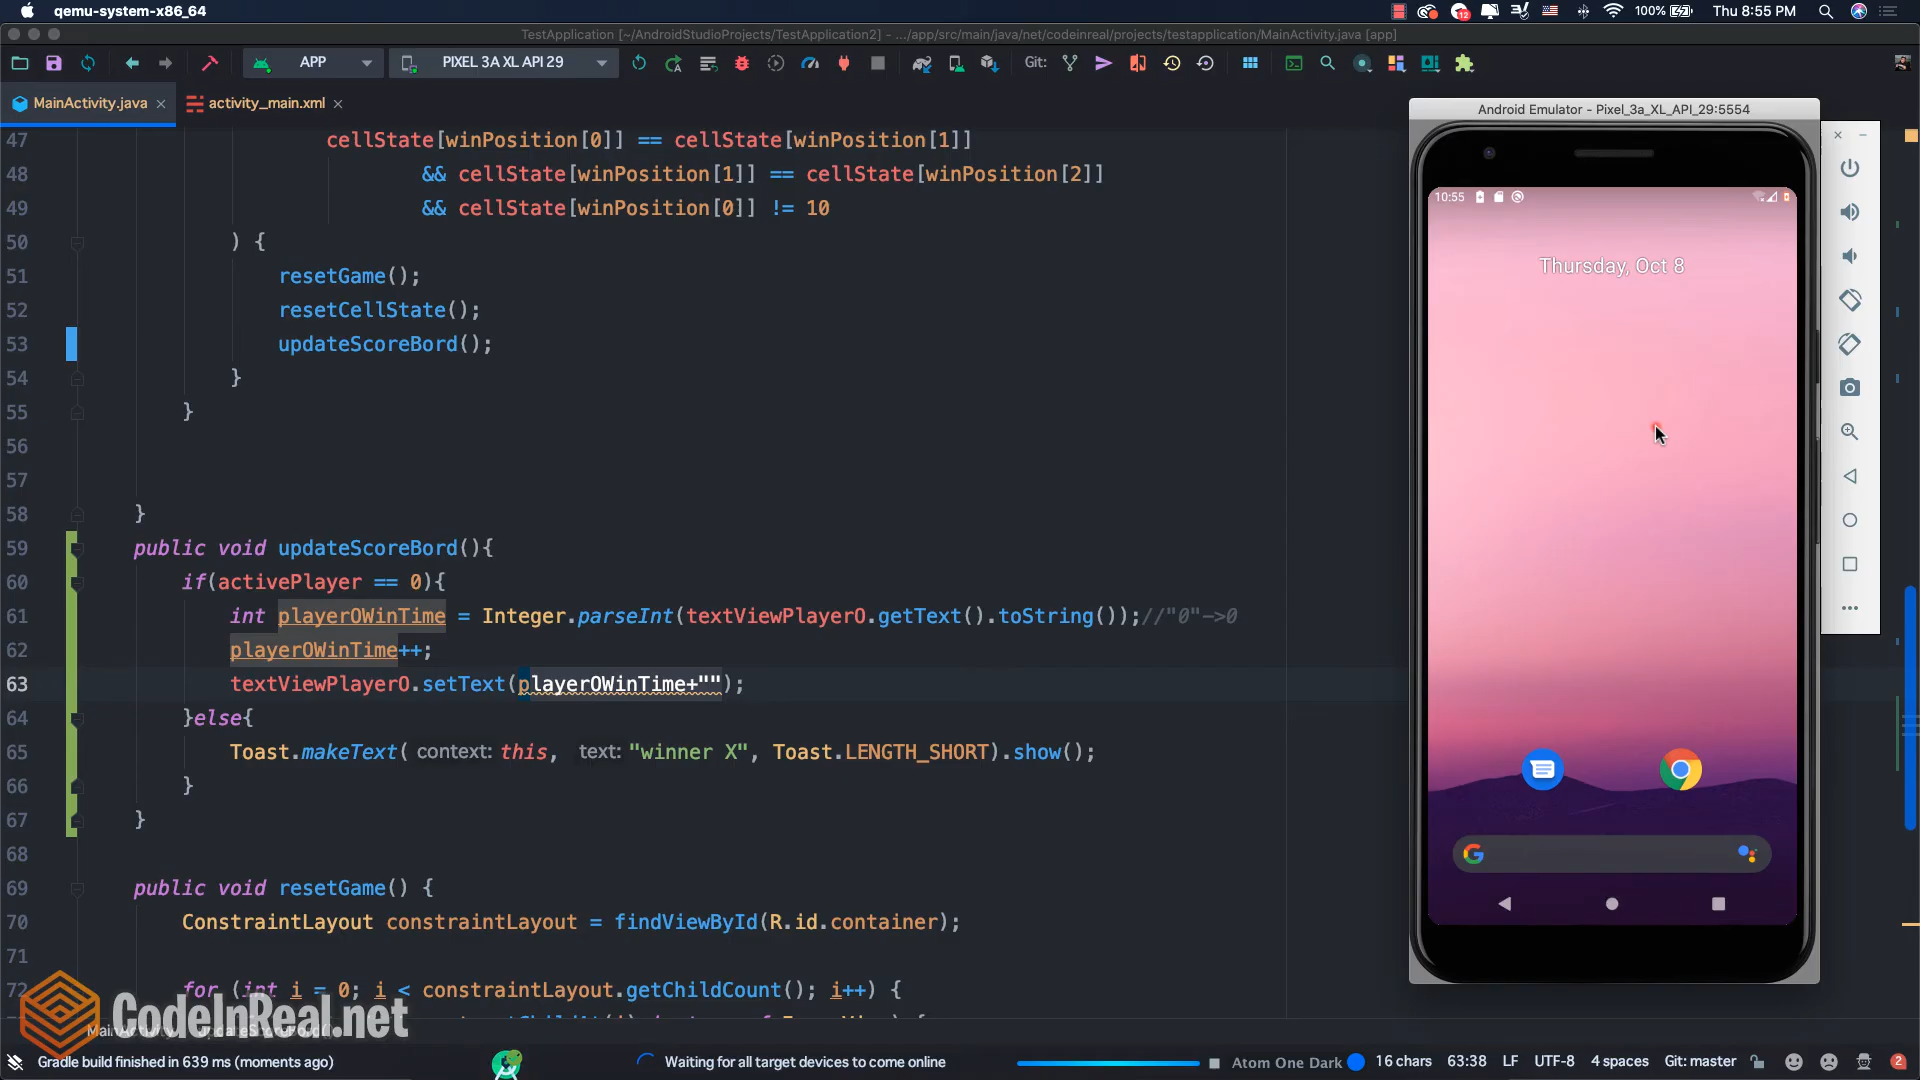 qemu-system-x86_64
12
100%
Thu 8:55 PM
TestApplication [~/AndroidStudioProjects/TestApplication2] - .../app/src/main/java/net/codeinreal/projects/testapplication/MainActivity.java [app]
APP
PIXEL 3A XL API 29
Git:
MainActivity.java
activity_main.xml
47 cellState[winPosition[0]] == cellState[winPosition[1]]
48 && cellState[winPosition[1]] == cellState[winPosition[2]]
49 && cellState[winPosition[0]] != 10
50 ) {
51 resetGame();
52 resetCellState();
53 updateScoreBord();
54 }
55 }
56
57
58 }
59 public void updateScoreBord(){
60 if(activePlayer == 0){
61 int playerOWinTime = Integer.parseInt(textViewPlayerO.getText().toString());//"0"->0
62 playerOWinTime++;
63 textViewPlayerO.setText(playerOWinTime+"");
64 }else{
65 Toast.makeText( context: this, text: "winner X", Toast.LENGTH_SHORT).show();
66 }
67 }
68
69 public void resetGame() {
70 ConstraintLayout constraintLayout = findViewById(R.id.container);
71
72 for (int i = 0; i < constraintLayout.getChildCount(); i++) {
CodeInReal.net
Gradle build finished in 639 ms (moments ago)
Waiting for all target devices to come online
Atom One Dark
16 chars
63:38
LF
UTF-8
4 spaces
Git: master
2
Android Emulator - Pixel_3a_XL_API_29:5554
10:55
Thursday, Oct 8